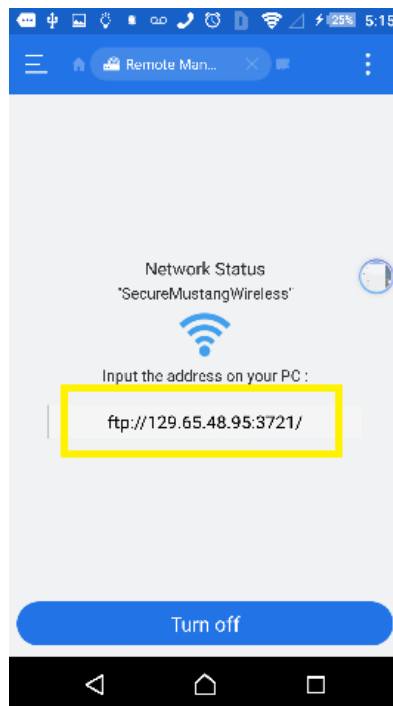 25% 5:15
Remote Man...
Network Status
"SecureMustangWireless"
Input the address on your PC :
ftp://129.65.48.95:3721/
Turn off